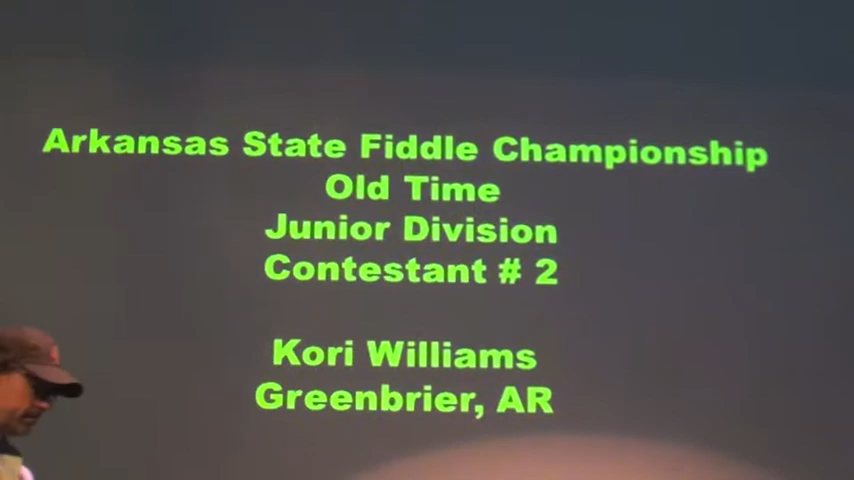 Arkansas State Fiddle Championship
Old Time
Junior Division
Contestant # 2
Kori Williams
Greenbrier, AR